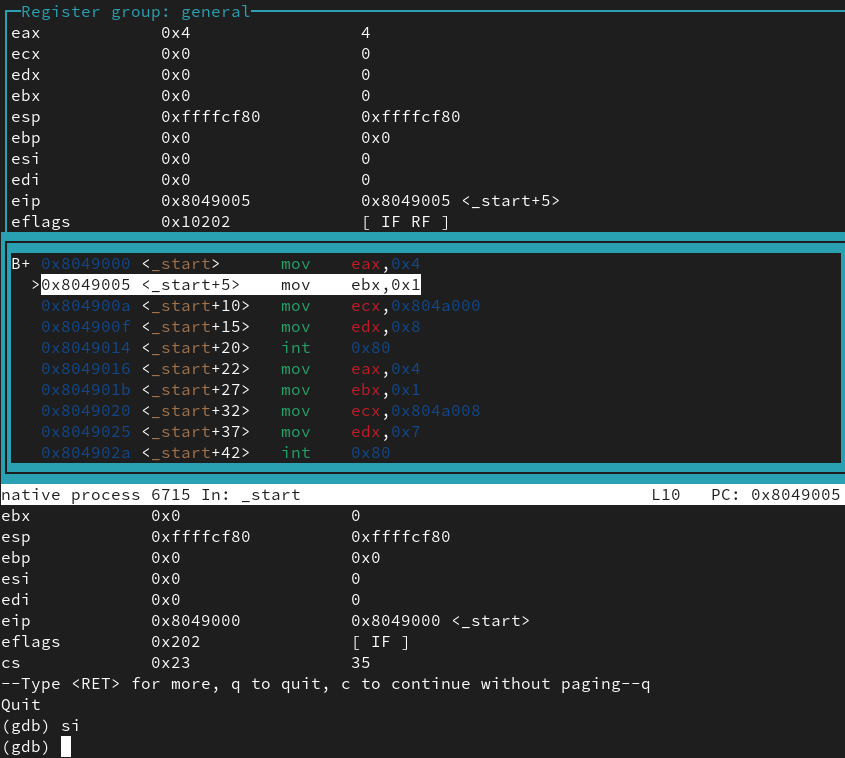 Register group: general
eax 0x4 4
ecx 0x0 0
edx 0x0 0
ebx 0x0 0
esp 0xffffcf80 0xffffcf80
ebp 0x0 0x0
esi 0x0 0
edi 0x0 0
eip 0x8049005 0x8049005 <_start+5>
eflags 0x10202 [ IF RF ]
B+ 0x8049000 <_start> mov eax,0x4
>0x8049005 <_start+5> mov ebx,0x1
0x804900a <_start+10> mov ecx,0x804a000
0x804900f <_start+15> mov edx,0x8
0x8049014 <_start+20> int 0x80
0x8049016 <_start+22> mov eax,0x4
0x804901b <_start+27> mov ebx,0x1
0x8049020 <_start+32> mov ecx,0x804a008
0x8049025 <_start+37> mov edx,0x7
0x804902a <_start+42> int 0x80
native process 6715 In: _start L10 PC: 0x8049005
ebx 0x0 0
esp 0xffffcf80 0xffffcf80
ebp 0x0 0x0
esi 0x0 0
edi 0x0 0
eip 0x8049000 0x8049000 <_start>
eflags 0x202 [ IF ]
cs 0x23 35
--Type <RET> for more, q to quit, c to continue without paging--q
Quit
(gdb) si
(gdb)